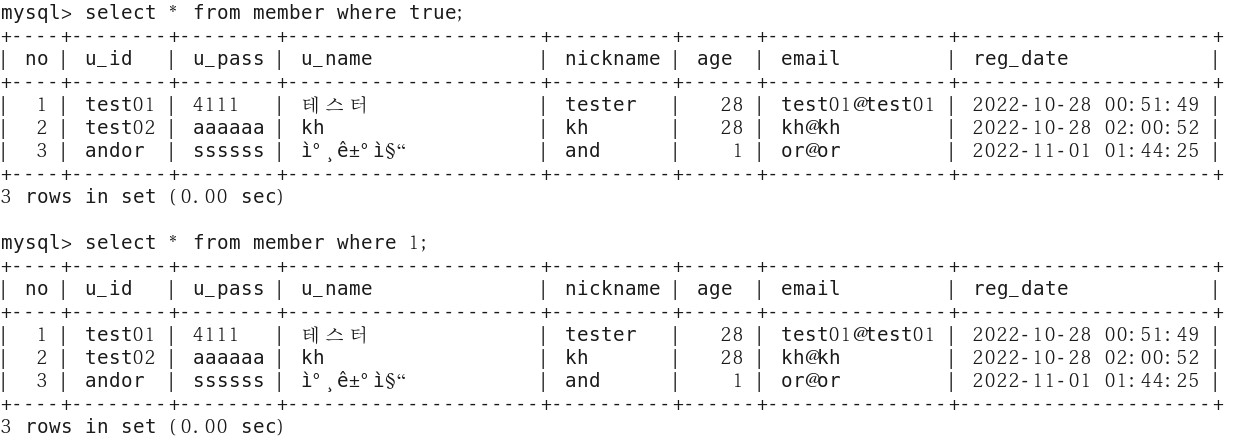 mysql> select * from member where true;
+----+--------+--------+----------------------+----------+------+---------------+---------------------+
| no | u_id   | u_pass | u_name               | nickname | age  | email         | reg_date            |
+----+--------+--------+----------------------+----------+------+---------------+---------------------+
|  1 | test01 | 4111   | 테스터               | tester   |   28 | test01@test01 | 2022-10-28 00:51:49 |
|  2 | test02 | aaaaaa | kh                   | kh       |   28 | kh@kh         | 2022-10-28 02:00:52 |
|  3 | andor  | ssssss | ìº¸êµ°ì§“            | and      |    1 | or@or         | 2022-11-01 01:44:25 |
+----+--------+--------+----------------------+----------+------+---------------+---------------------+
3 rows in set (0.00 sec)

mysql> select * from member where 1;
+----+--------+--------+----------------------+----------+------+---------------+---------------------+
| no | u_id   | u_pass | u_name               | nickname | age  | email         | reg_date            |
+----+--------+--------+----------------------+----------+------+---------------+---------------------+
|  1 | test01 | 4111   | 테스터               | tester   |   28 | test01@test01 | 2022-10-28 00:51:49 |
|  2 | test02 | aaaaaa | kh                   | kh       |   28 | kh@kh         | 2022-10-28 02:00:52 |
|  3 | andor  | ssssss | ìº¸ê±°ì§“            | and      |    1 | or@or         | 2022-11-01 01:44:25 |
+----+--------+--------+----------------------+----------+------+---------------+---------------------+
3 rows in set (0.00 sec)